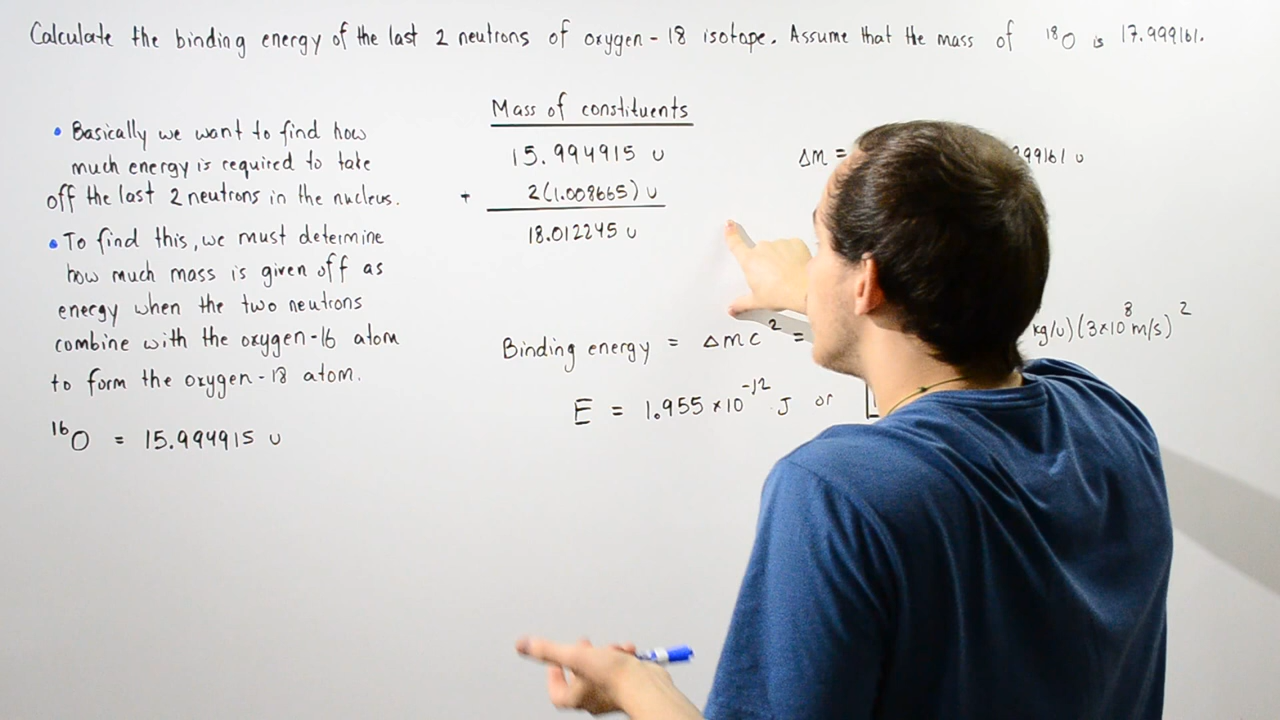 Calculate the binding energy of the last 2 neutrons of oxygen-18 isotope. Assume that the mass of ¹⁸O is 17.999161.
• Basically we want to find how
much energy is required to take
off the last 2 neutrons in the nucleus.
• To find this, we must determine
how much mass is given off as
energy when the two neutrons
combine with the oxygen-16 atom
to form the oxygen-18 atom.
¹⁶O = 15.994915 u
Mass of constituents
15.994915 u
+ 2(1.008665) u
18.012245 u
Δm = 99161 u
Binding energy = Δmc² = kg/u)(3×10⁸ m/s)²
E = 1.955×10⁻¹² J or